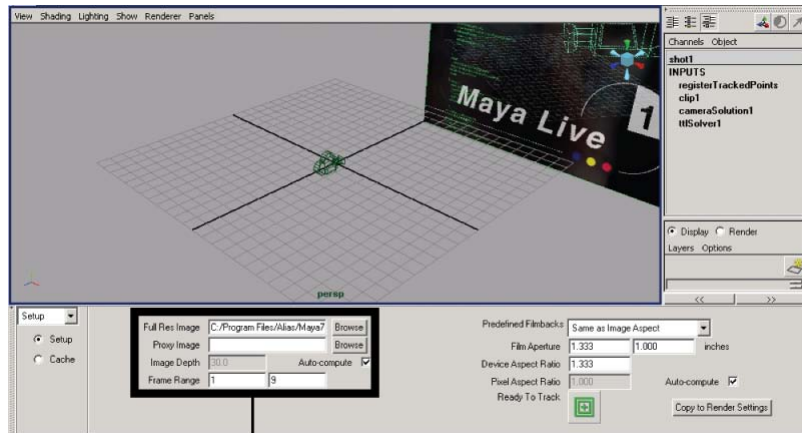 View Shading Lighting Show Renderer Panels
Maya Live
1
persp
Channels Object
shot1
INPUTS
registerTrackedPoints
clip1
cameraSolution1
ttlSolver1
Display Render
Layers Options
<< >>
Setup
Setup
Cache
Full Res Image C:/Program Files/Alias/Maya7 Browse
Proxy Image Browse
Image Depth 30.0 Auto-compute
Frame Range 1 9
Predefined Filmbacks Same as Image Aspect
Film Aperture 1.333 1.000 inches
Device Aspect Ratio 1.333
Pixel Aspect Ratio 1.000 Auto-compute
Ready To Track
Copy to Render Settings